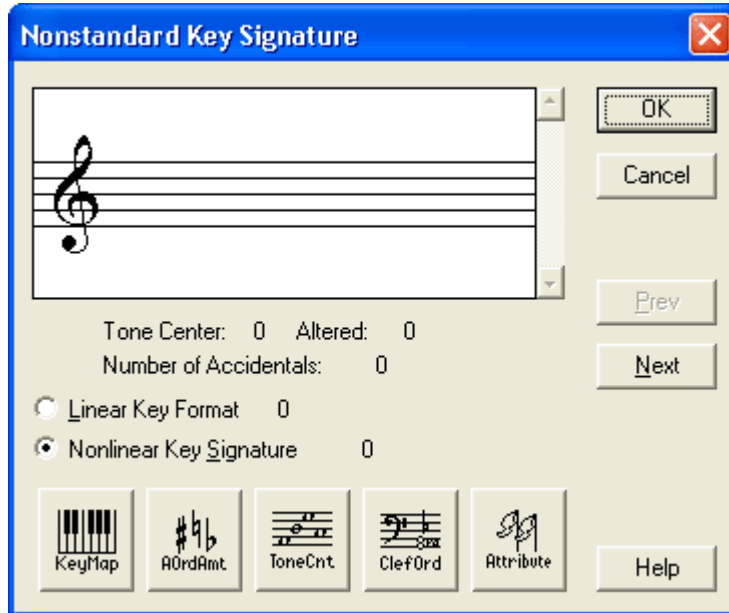 Nonstandard Key Signature
OK
Cancel
Tone Center: 0 Altered: 0
Number of Accidentals: 0
Prev
Next
Linear Key Format 0
Nonlinear Key Signature 0
KeyMap
AOrdAmt
ToneCnt
ClefOrd
Attribute
Help